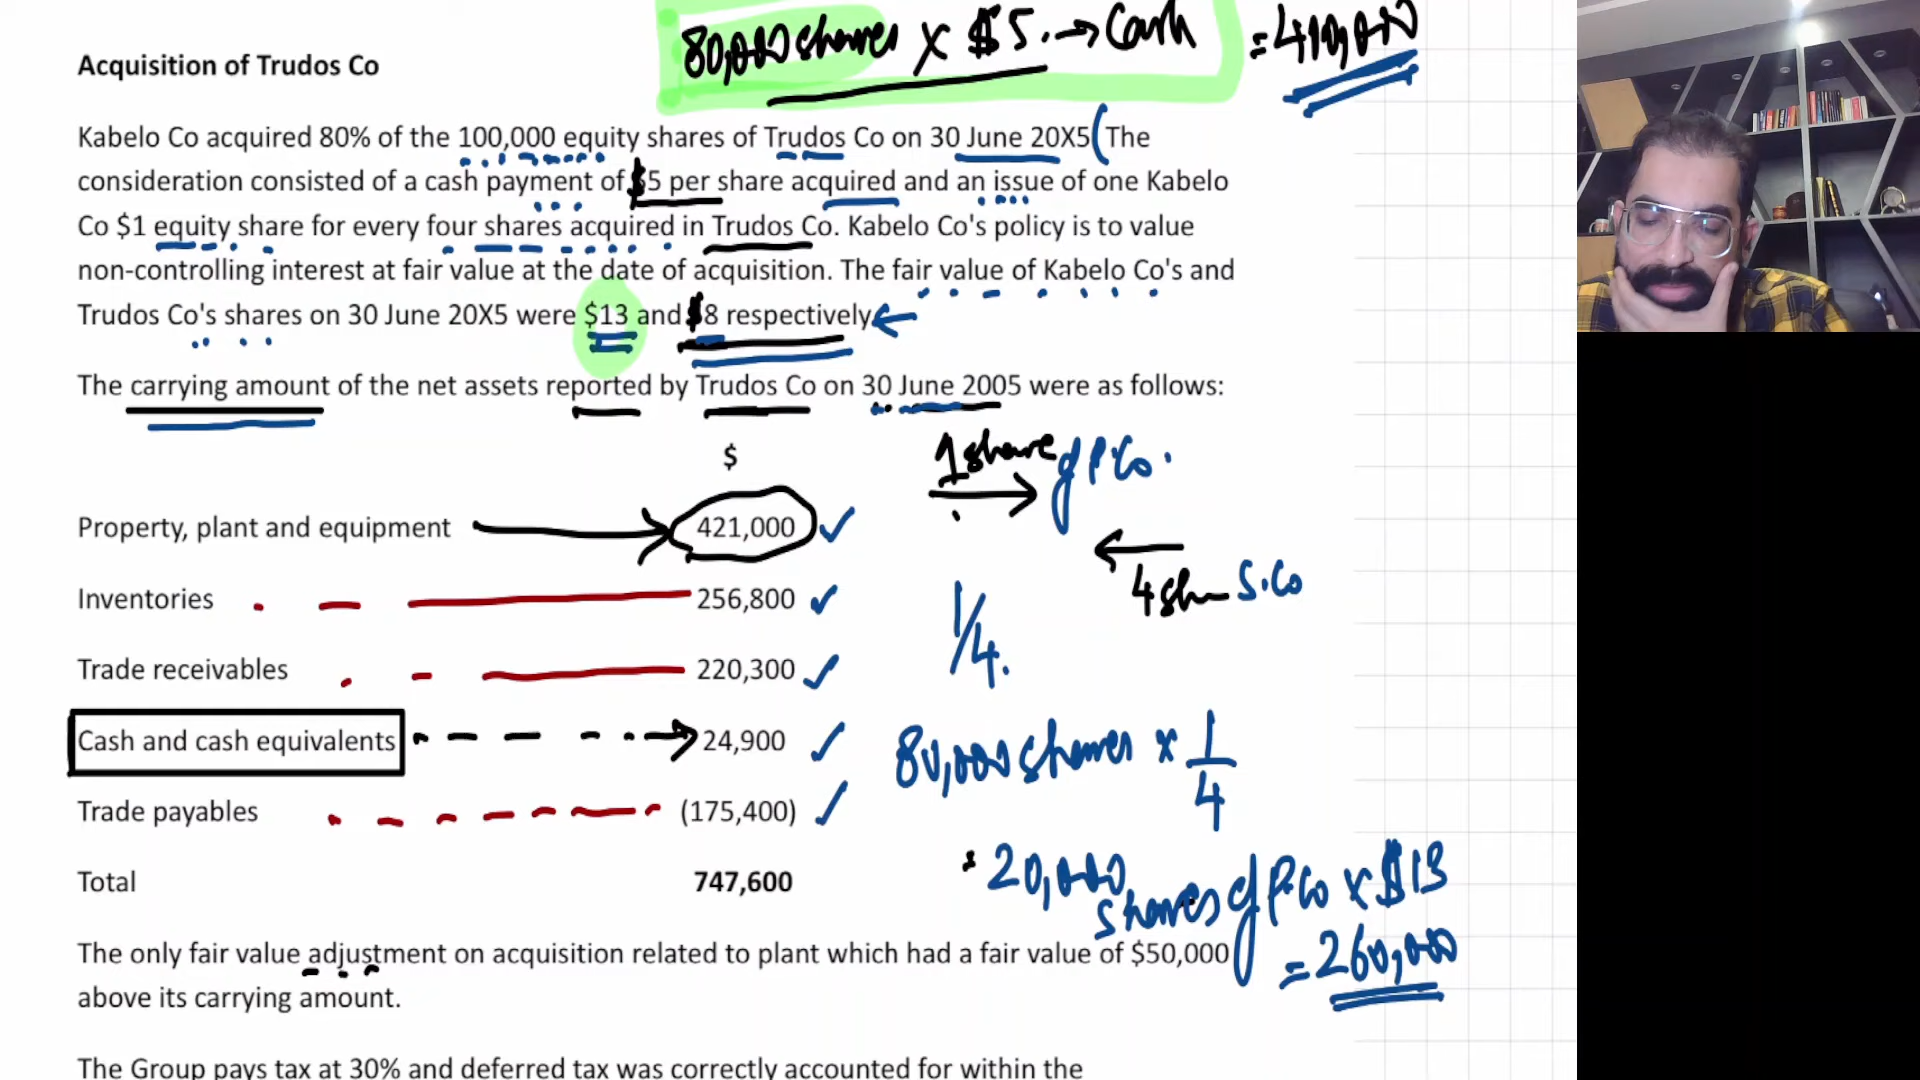 80,000 shares x $5. → Cash = 400,000
Acquisition of Trudos Co
Kabelo Co acquired 80% of the 100,000 equity shares of Trudos Co on 30 June 20X5 (The
consideration consisted of a cash payment of $5 per share acquired and an issue of one Kabelo
Co $1 equity share for every four shares acquired in Trudos Co. Kabelo Co's policy is to value
non-controlling interest at fair value at the date of acquisition. The fair value of Kabelo Co's and
Trudos Co's shares on 30 June 20X5 were $13 and $8 respectively
The carrying amount of the net assets reported by Trudos Co on 30 June 2005 were as follows:
$
1 share of P.Co.
Property, plant and equipment 421,000
4 sh S.Co
Inventories 256,800
1/4.
Trade receivables 220,300
Cash and cash equivalents 24,900
80,000 shares x 1/4
Trade payables (175,400)
Total 747,600
20,000 shares of P.Co x $13
= 260,000
The only fair value adjustment on acquisition related to plant which had a fair value of $50,000
above its carrying amount.
The Group pays tax at 30% and deferred tax was correctly accounted for within the